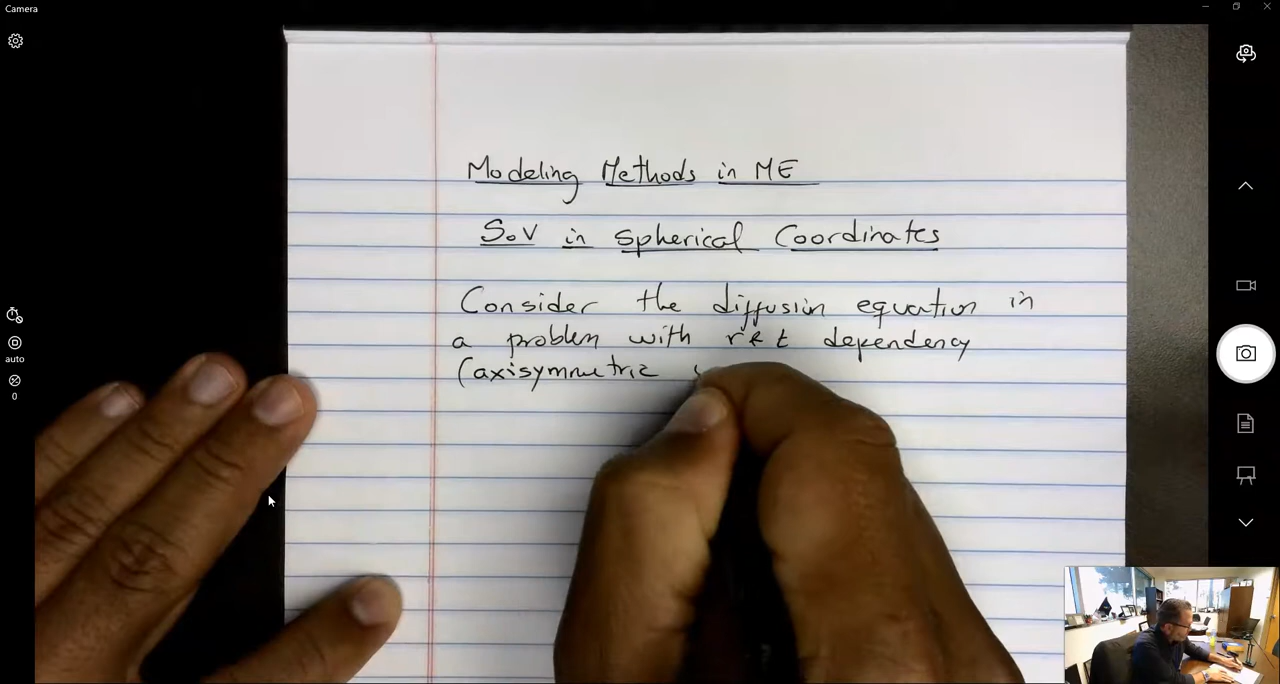 Camera
Modeling Methods in ME
SoV in Spherical Coordinates
Consider the diffusion equation in
a problem with r & t dependency
(axisymmetric
auto
0